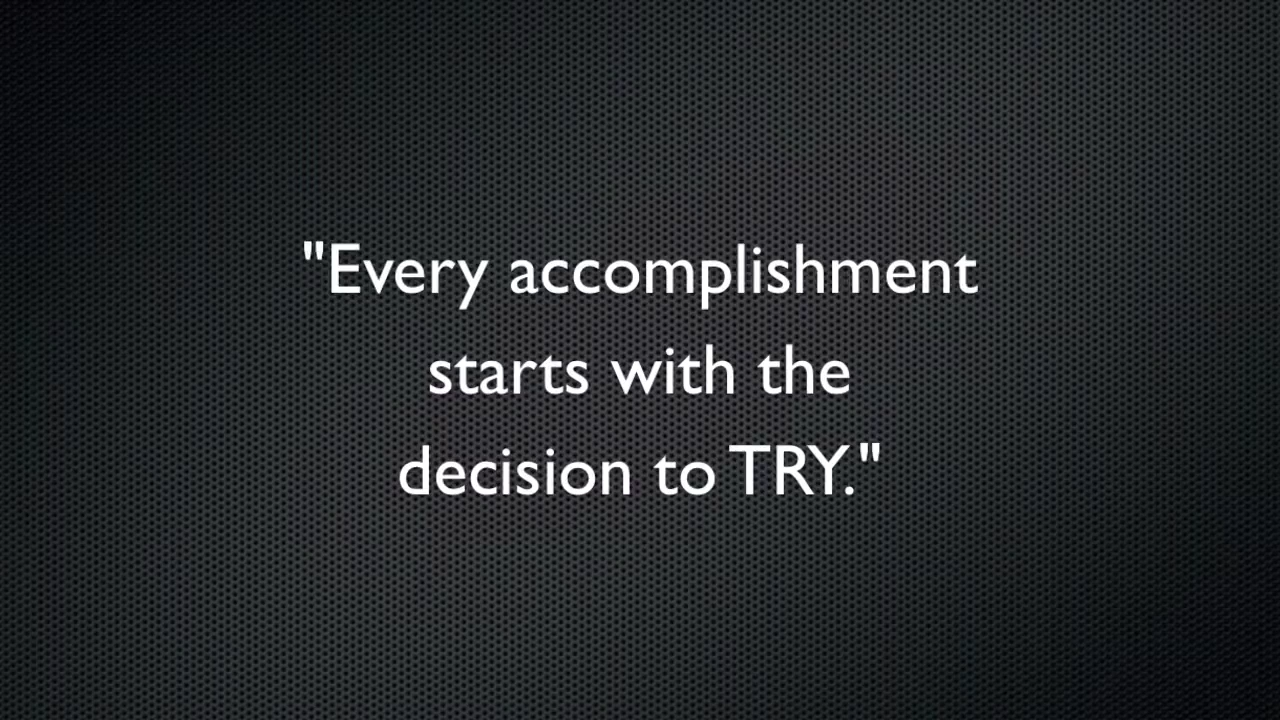 "Every accomplishment
starts with the
decision to TRY."